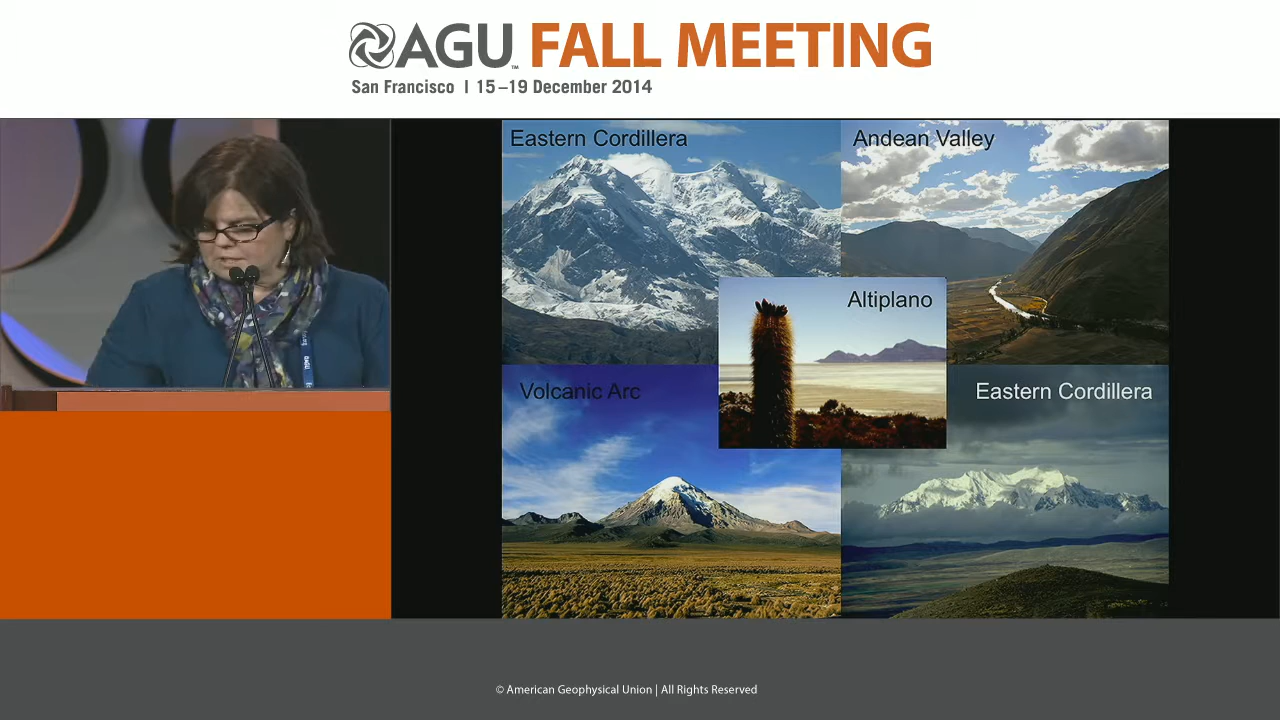 AGU™ FALL MEETING
San Francisco | 15–19 December 2014
Eastern Cordillera
Andean Valley
Altiplano
Volcanic Arc
Eastern Cordillera
© American Geophysical Union | All Rights Reserved